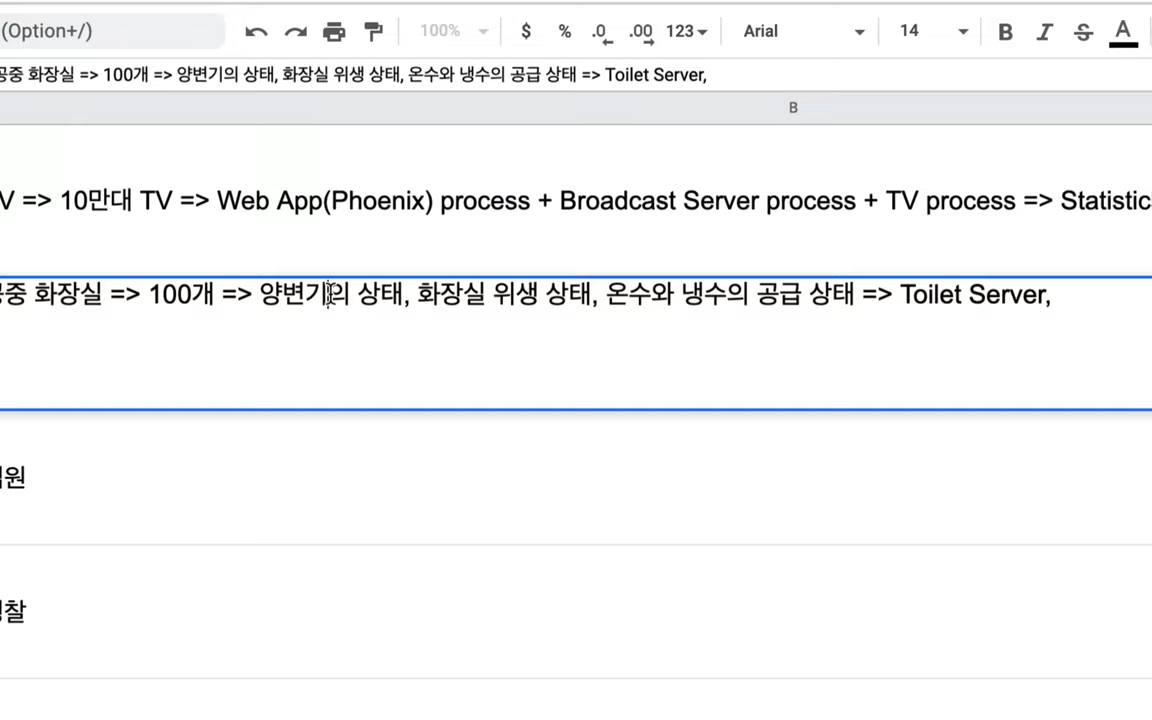 (Option+/) 100% $ % .0 .00 123 Arial 14 B I S A
공중 화장실 => 100개 => 양변기의 상태, 화장실 위생 상태, 온수와 냉수의 공급 상태 => Toilet Server,
B
V => 10만대 TV => Web App(Phoenix) process + Broadcast Server process + TV process => Statistic
공중 화장실 => 100개 => 양변기의 상태, 화장실 위생 상태, 온수와 냉수의 공급 상태 => Toilet Server,
원
찰